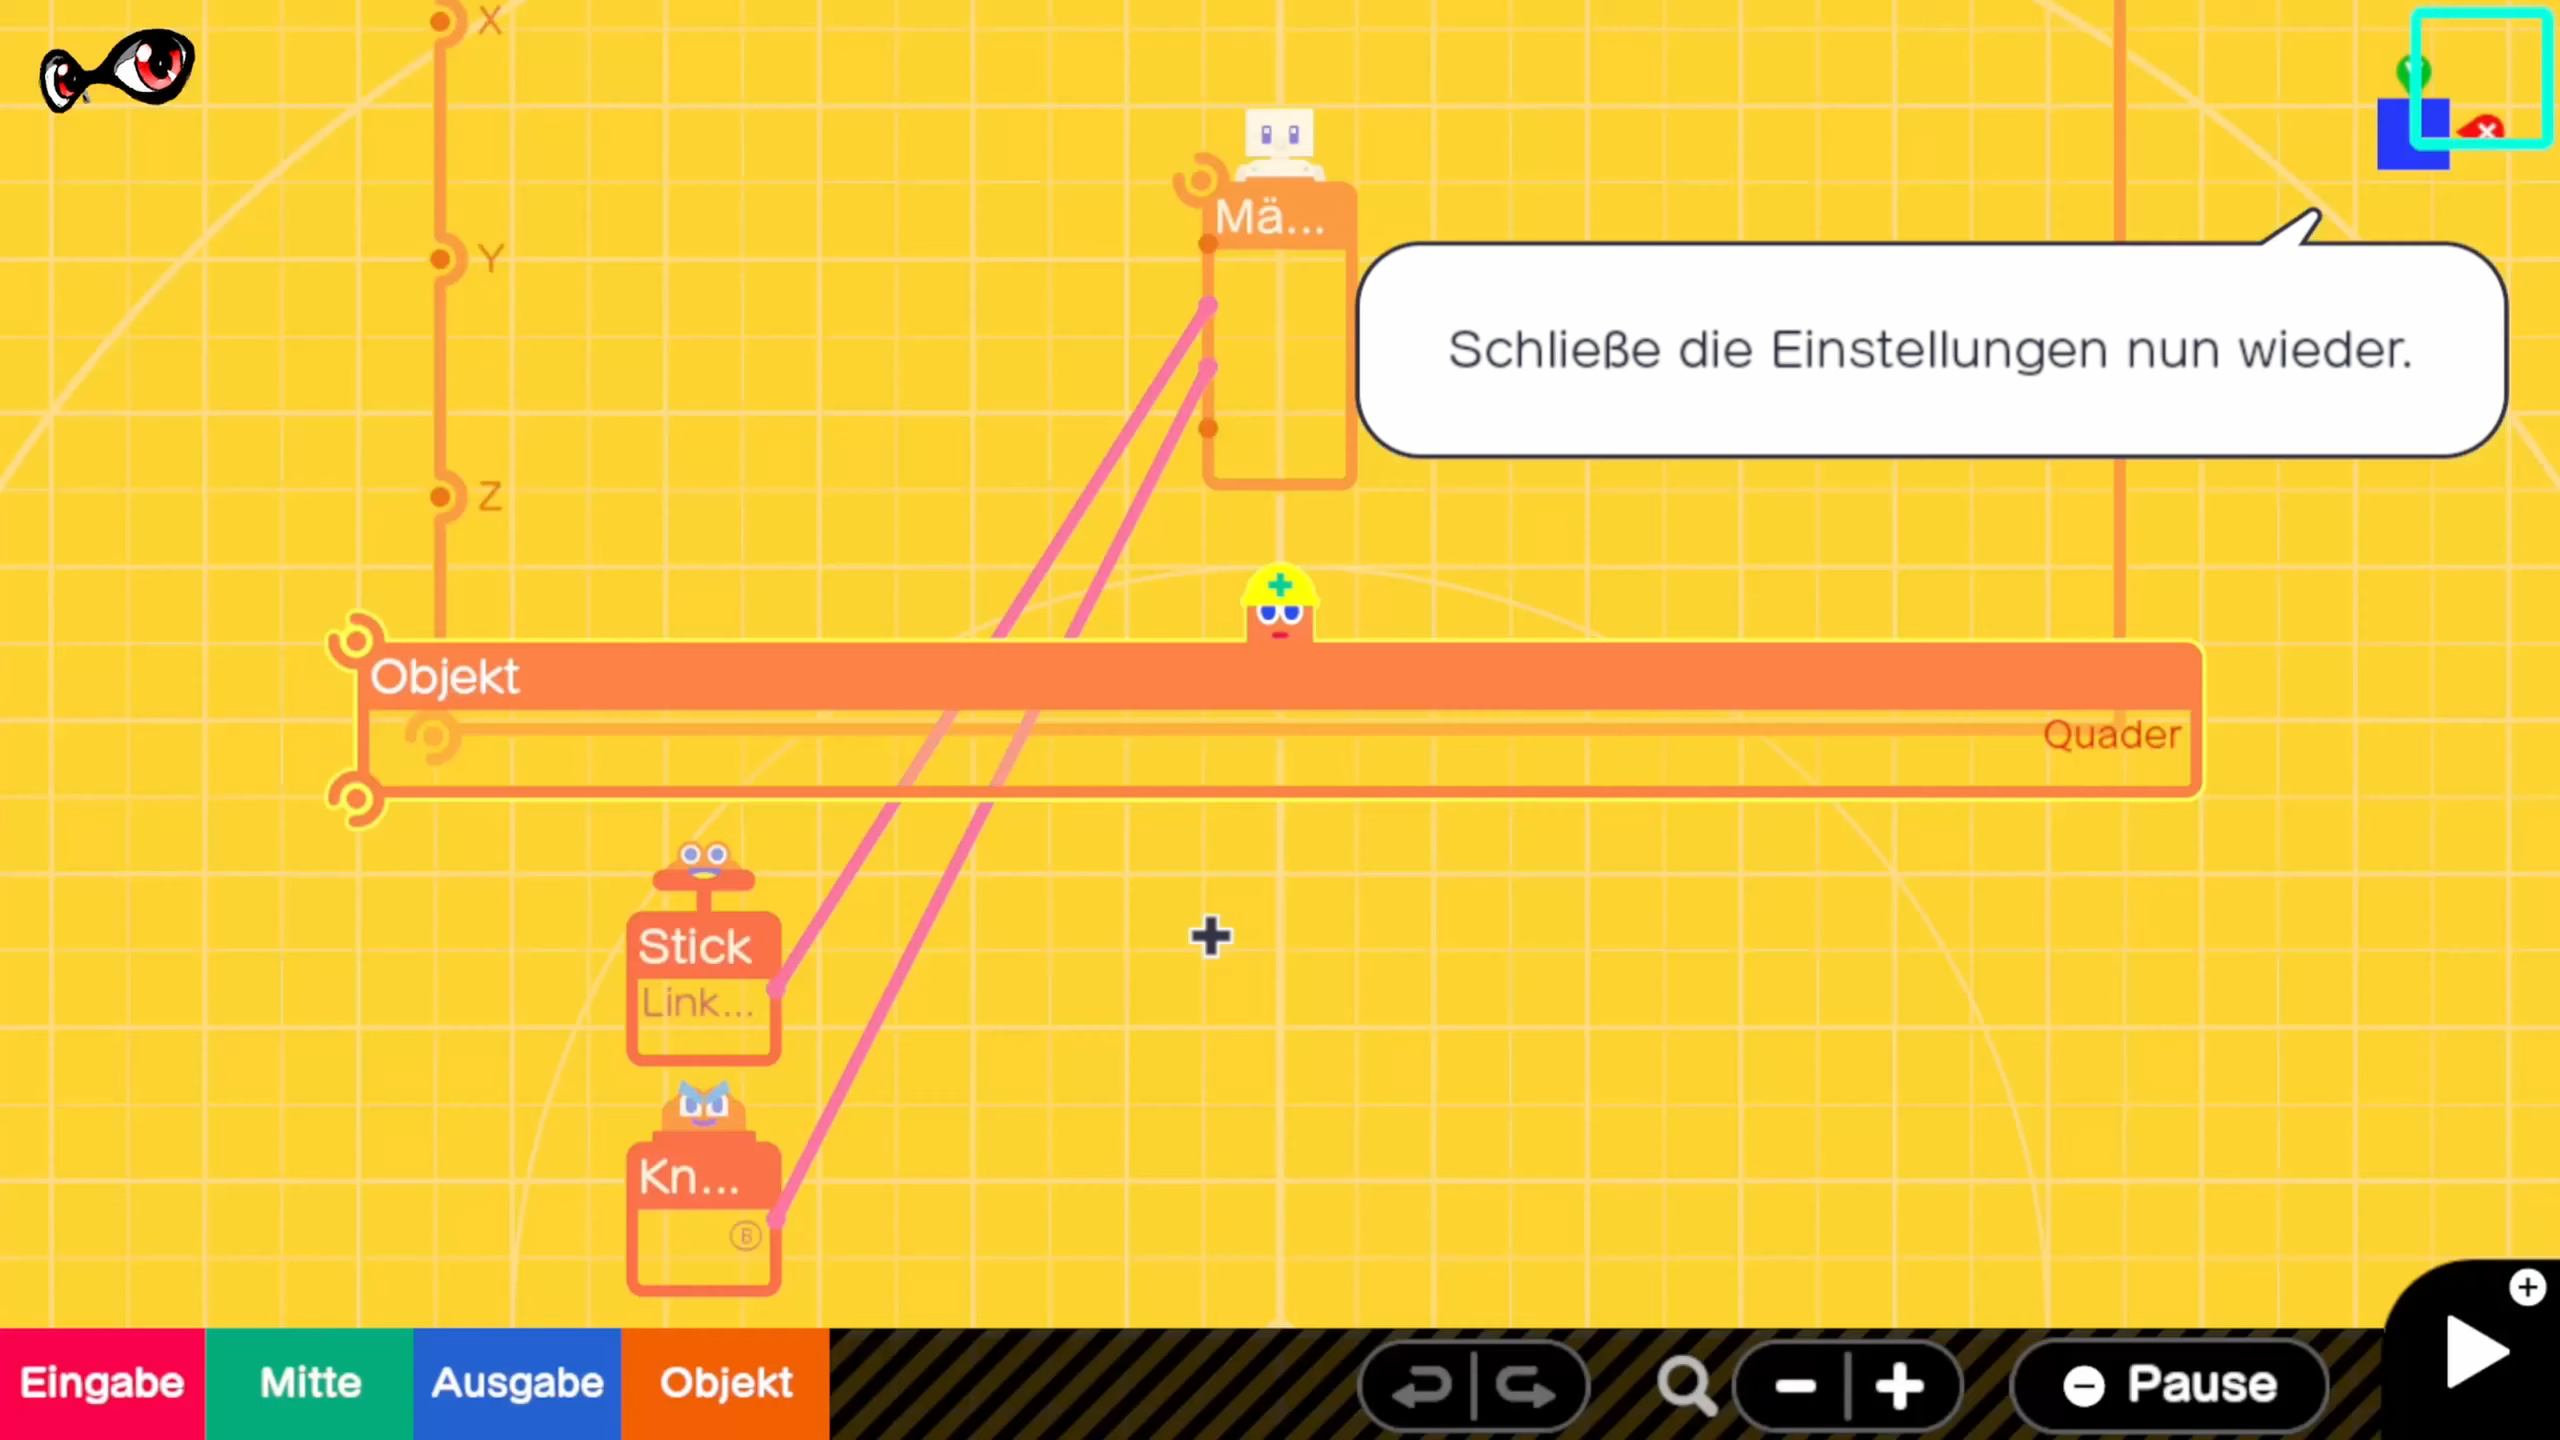 X
Y
Z
Mä...
Schließe die Einstellungen nun wieder.
Objekt
Quader
Stick
Link...
Kn...
B
Eingabe
Mitte
Ausgabe
Objekt
Pause